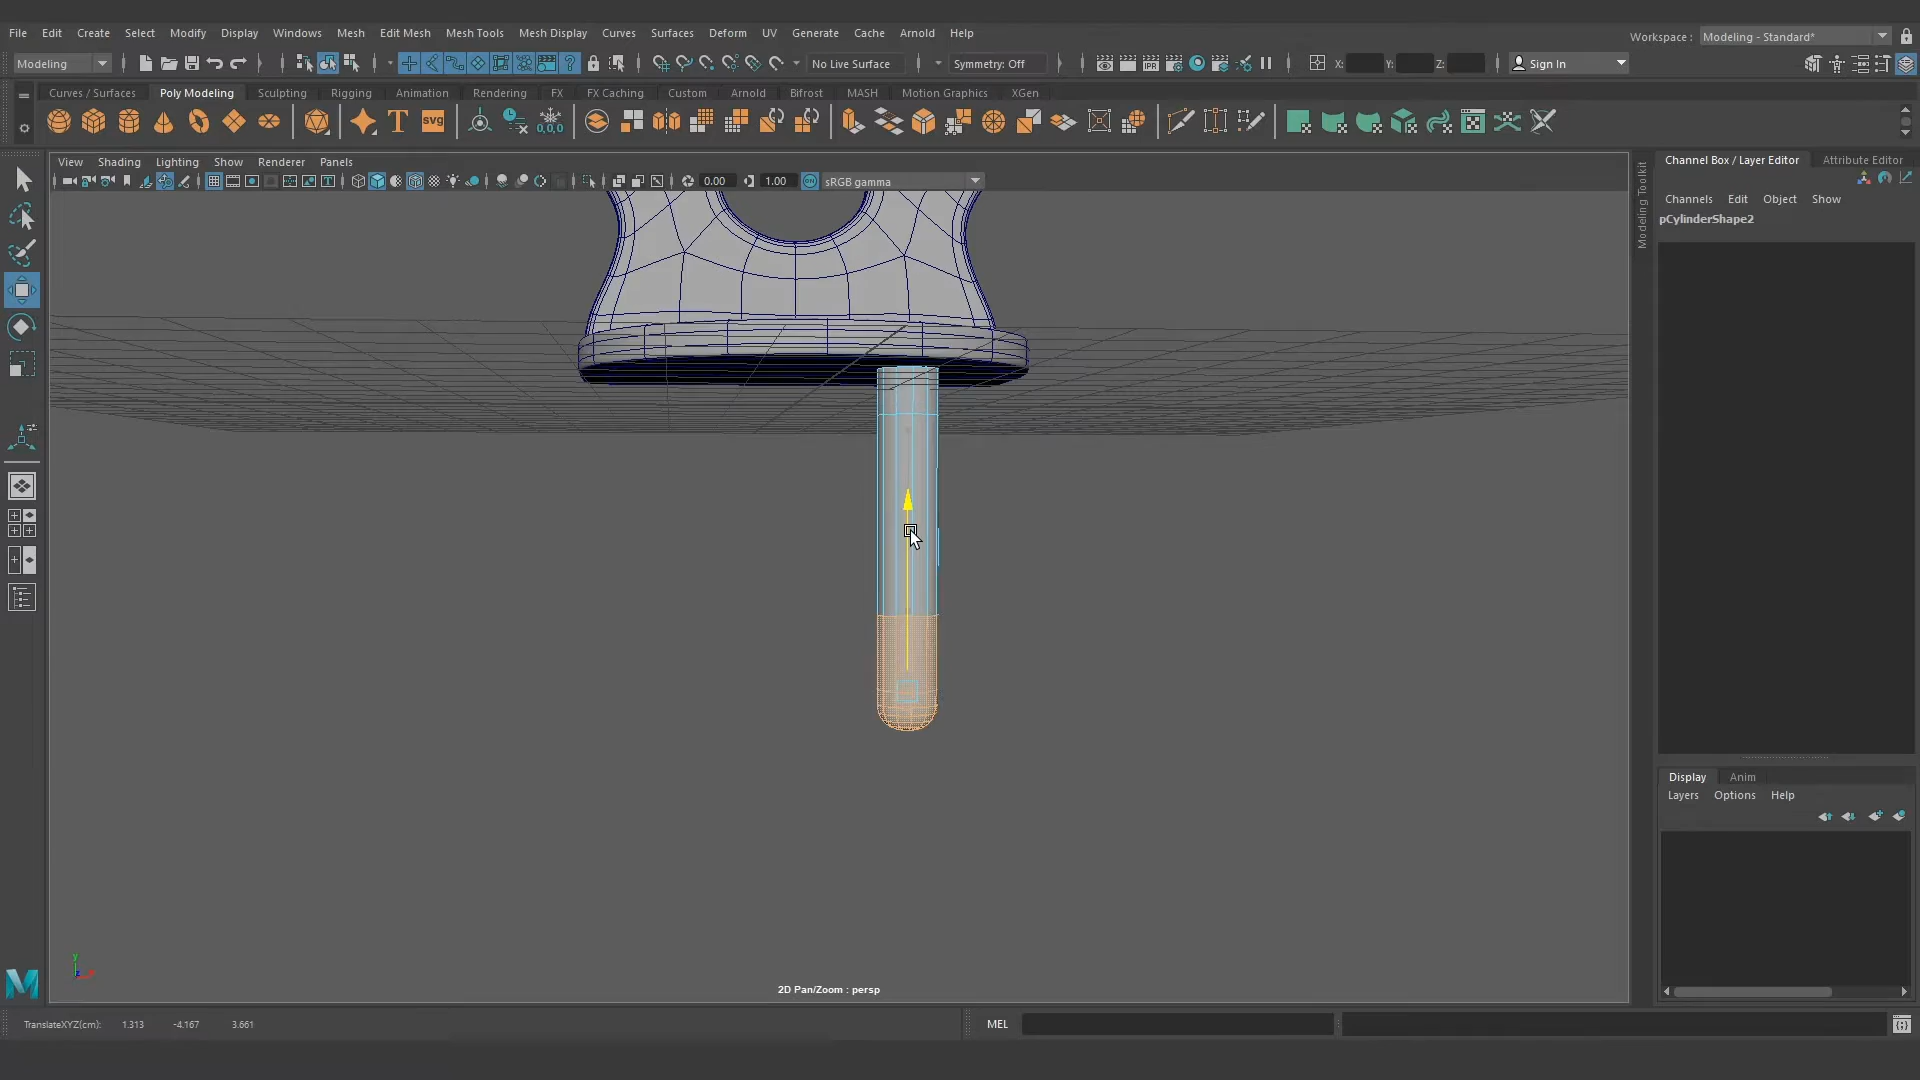 File Edit Create Select Modify Display Windows Mesh Edit Mesh Mesh Tools Mesh Display Curves Surfaces Deform UV Generate Cache Arnold Help
Workspace : Modeling - Standard*
Modeling No Live Surface Symmetry: Off X: Y: Z: Sign In
Curves / Surfaces Poly Modeling Sculpting Rigging Animation Rendering FX FX Caching Custom Arnold Bifrost MASH Motion Graphics XGen
T svg 0,0,0
View Shading Lighting Show Renderer Panels
0.00 1.00 sRGB gamma
Modeling Toolkit
Channel Box / Layer Editor Attribute Editor
Channels Edit Object Show
pCylinderShape2
Display Anim
Layers Options Help
y
2D Pan/Zoom : persp
TranslateXYZ(cm): 1.313 -4.167 3.661
MEL